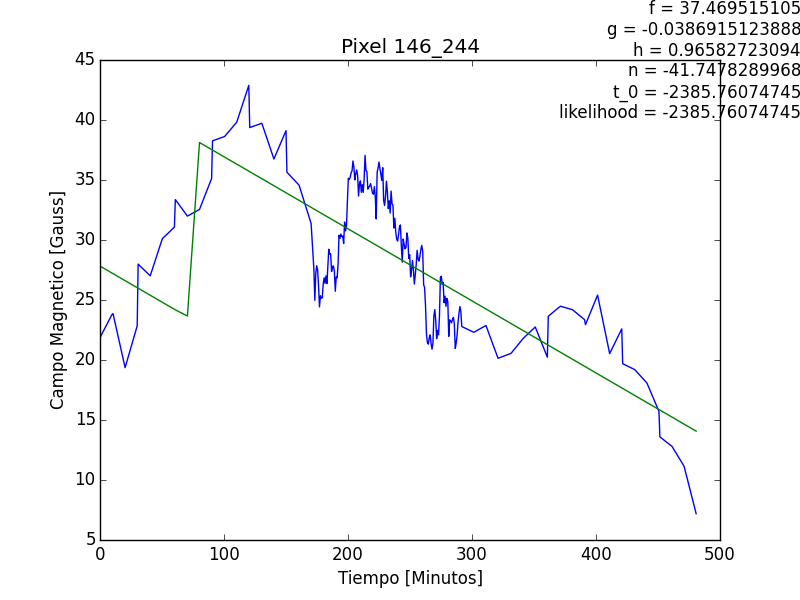 f = 37.469515105
g = -0.0386915123888
h = 0.96582723094
n = -41.7478289968
t_0 = -2385.76074745
likelihood = -2385.76074745
Pixel 146_244
45
40
35
30
25
20
15
10
5
Campo Magnetico [Gauss]
0 100 200 300 400 500
Tiempo [Minutos]